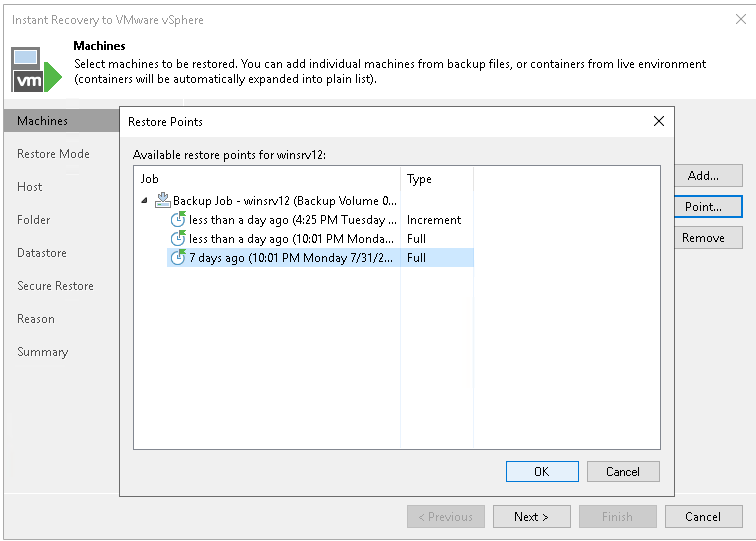 Instant Recovery to VMware vSphere
Machines
Select machines to be restored. You can add individual machines from backup files, or containers from live environment
(containers will be automatically expanded into plain list).
vm
Machines
Restore Mode
Host
Folder
Datastore
Secure Restore
Reason
Summary
Restore Points
Available restore points for winsrv12:
Job Type
Backup Job - winsrv12 (Backup Volume 0...
less than a day ago (4:25 PM Tuesday ... Increment
less than a day ago (10:01 PM Monda... Full
7 days ago (10:01 PM Monday 7/31/2... Full
OK Cancel
Add...
Point...
Remove
< Previous Next > Finish Cancel